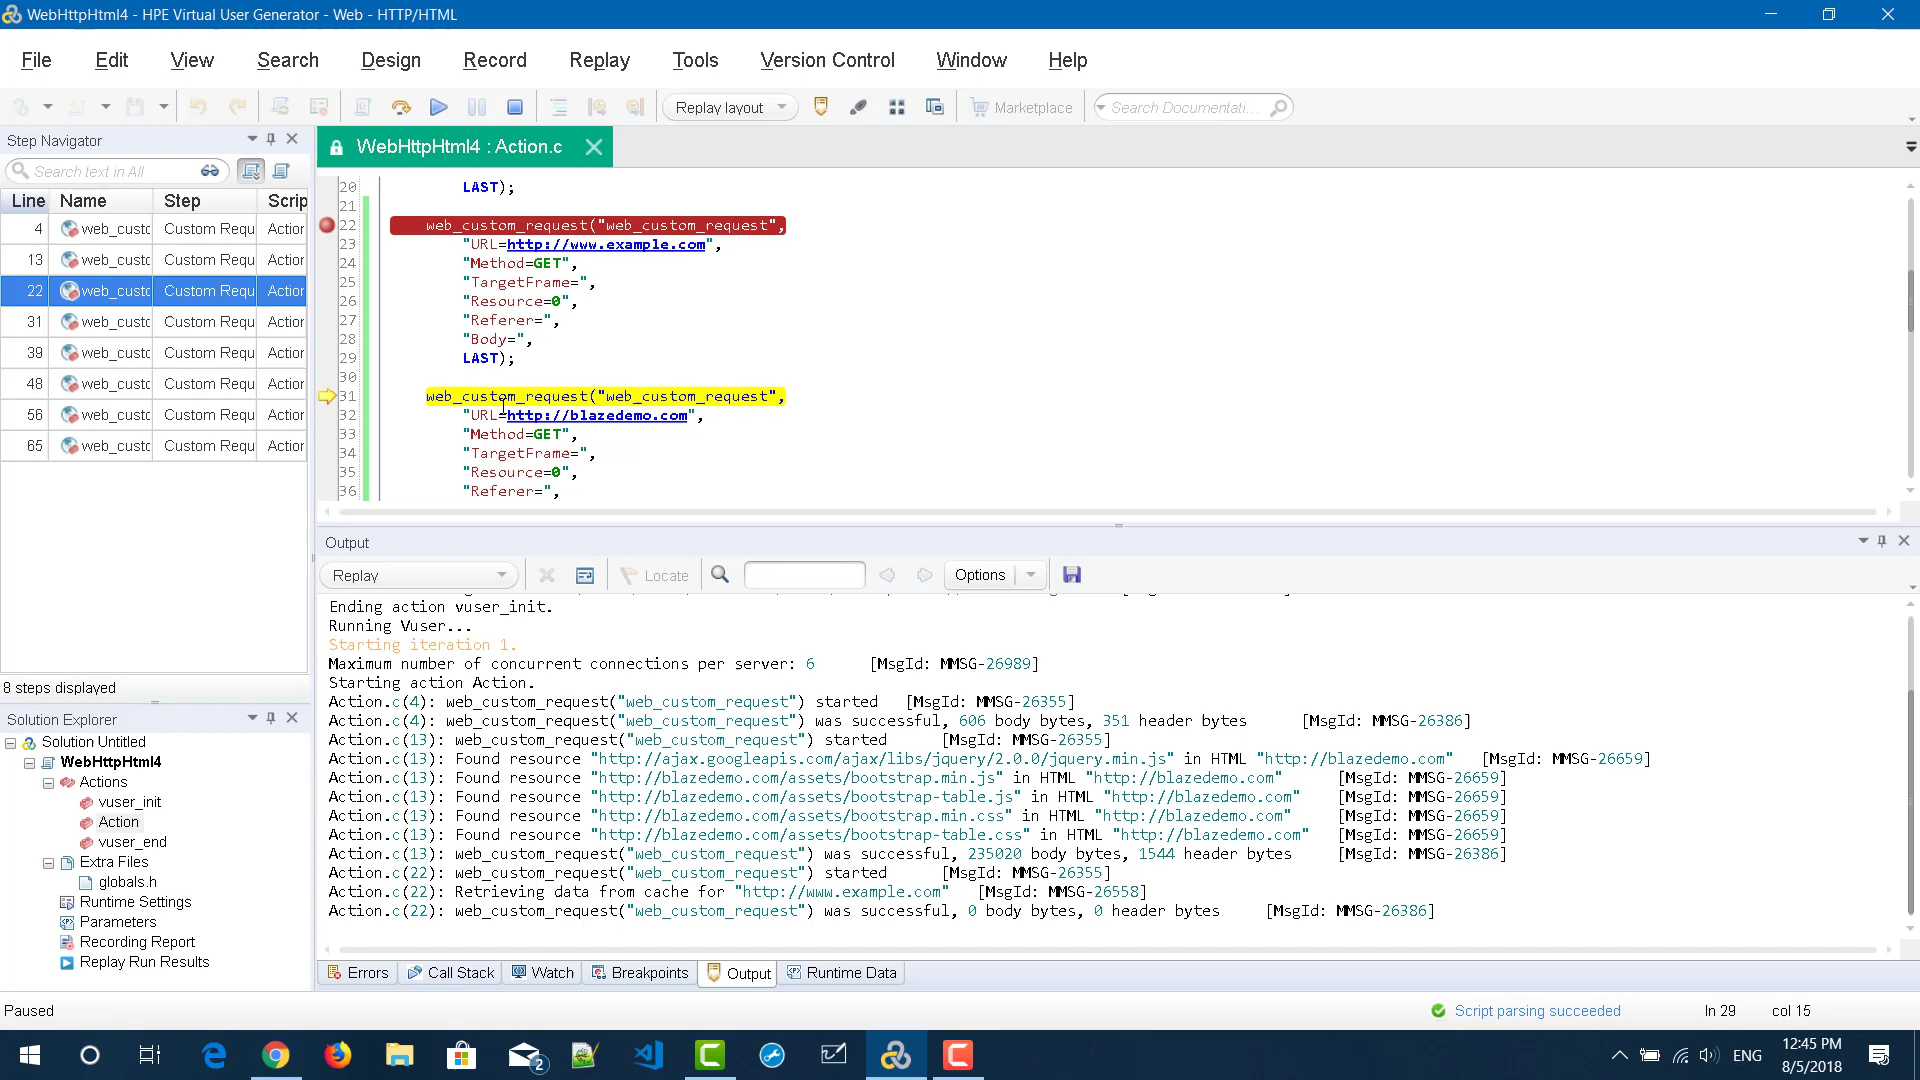 WebHttpHtml4 - HPE Virtual User Generator - Web - HTTP/HTML
File Edit View Search Design Record Replay Tools Version Control Window Help
Replay layout Marketplace Search Documentati...
Step Navigator
WebHttpHtml4 : Action.c
Search text in All
Line Name Step Scrip
4 web_custo Custom Requ Action
13 web_custo Custom Requ Action
22 web_custo Custom Requ Action
31 web_custo Custom Requ Action
39 web_custo Custom Requ Action
48 web_custo Custom Requ Action
56 web_custo Custom Requ Action
65 web_custo Custom Requ Action
8 steps displayed
20 LAST);
21
22 web_custom_request("web_custom_request",
23 "URL=http://www.example.com",
24 "Method=GET",
25 "TargetFrame=",
26 "Resource=0",
27 "Referer=",
28 "Body=",
29 LAST);
30
31 web_custom_request("web_custom_request",
32 "URL=http://blazedemo.com",
33 "Method=GET",
34 "TargetFrame=",
35 "Resource=0",
36 "Referer=",
Solution Explorer
Solution Untitled
WebHttpHtml4
Actions
vuser_init
Action
vuser_end
Extra Files
globals.h
Runtime Settings
Parameters
Recording Report
Replay Run Results
Output
Replay Locate Options
Ending action vuser_init.
Running Vuser...
Starting iteration 1.
Maximum number of concurrent connections per server: 6 [MsgId: MMSG-26989]
Starting action Action.
Action.c(4): web_custom_request("web_custom_request") started [MsgId: MMSG-26355]
Action.c(4): web_custom_request("web_custom_request") was successful, 606 body bytes, 351 header bytes [MsgId: MMSG-26386]
Action.c(13): web_custom_request("web_custom_request") started [MsgId: MMSG-26355]
Action.c(13): Found resource "http://ajax.googleapis.com/ajax/libs/jquery/2.0.0/jquery.min.js" in HTML "http://blazedemo.com" [MsgId: MMSG-26659]
Action.c(13): Found resource "http://blazedemo.com/assets/bootstrap.min.js" in HTML "http://blazedemo.com" [MsgId: MMSG-26659]
Action.c(13): Found resource "http://blazedemo.com/assets/bootstrap-table.js" in HTML "http://blazedemo.com" [MsgId: MMSG-26659]
Action.c(13): Found resource "http://blazedemo.com/assets/bootstrap.min.css" in HTML "http://blazedemo.com" [MsgId: MMSG-26659]
Action.c(13): Found resource "http://blazedemo.com/assets/bootstrap-table.css" in HTML "http://blazedemo.com" [MsgId: MMSG-26659]
Action.c(13): web_custom_request("web_custom_request") was successful, 235020 body bytes, 1544 header bytes [MsgId: MMSG-26386]
Action.c(22): web_custom_request("web_custom_request") started [MsgId: MMSG-26355]
Action.c(22): Retrieving data from cache for "http://www.example.com" [MsgId: MMSG-26558]
Action.c(22): web_custom_request("web_custom_request") was successful, 0 body bytes, 0 header bytes [MsgId: MMSG-26386]
Errors Call Stack Watch Breakpoints Output Runtime Data
Paused Script parsing succeeded ln 29 col 15
2 ENG 12:45 PM
8/5/2018